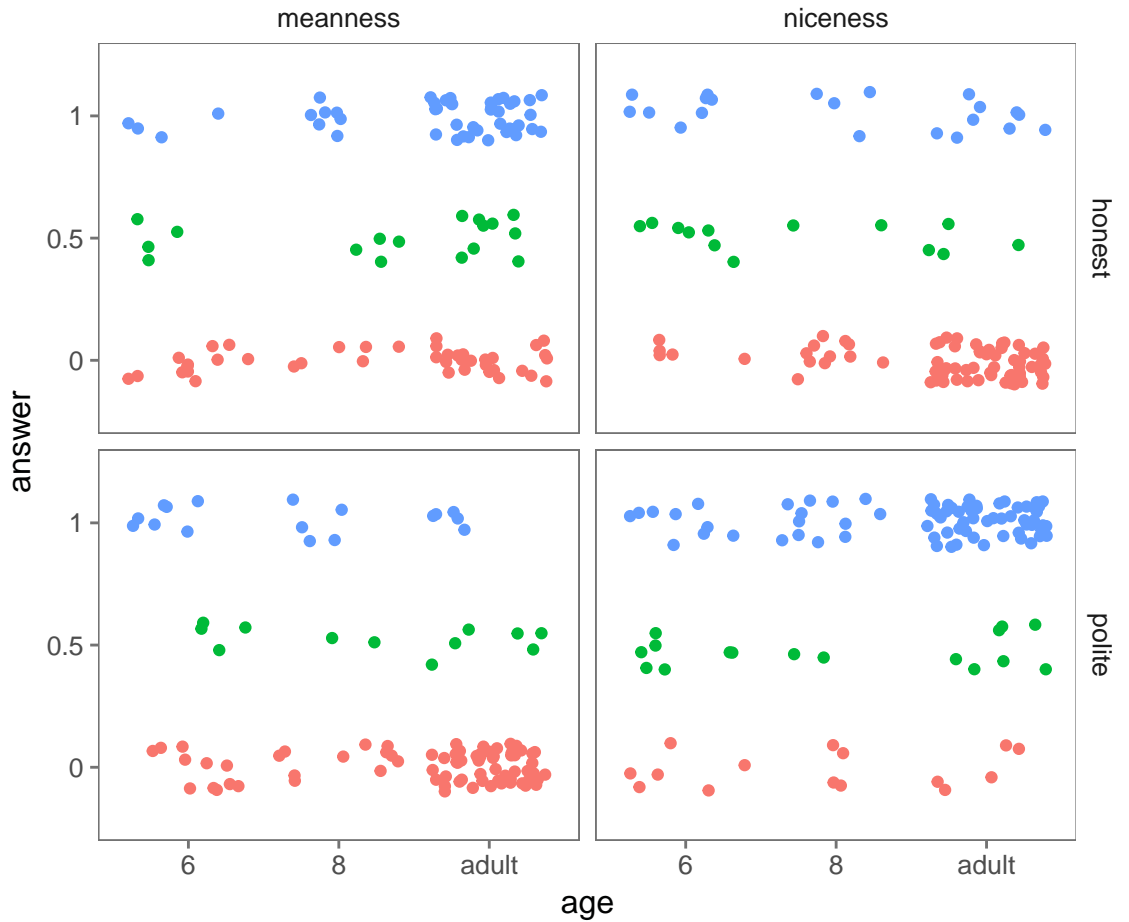 meanness
niceness
1
0.5
0
honest
answer
1
0.5
0
polite
6
8
adult
6
8
adult
age